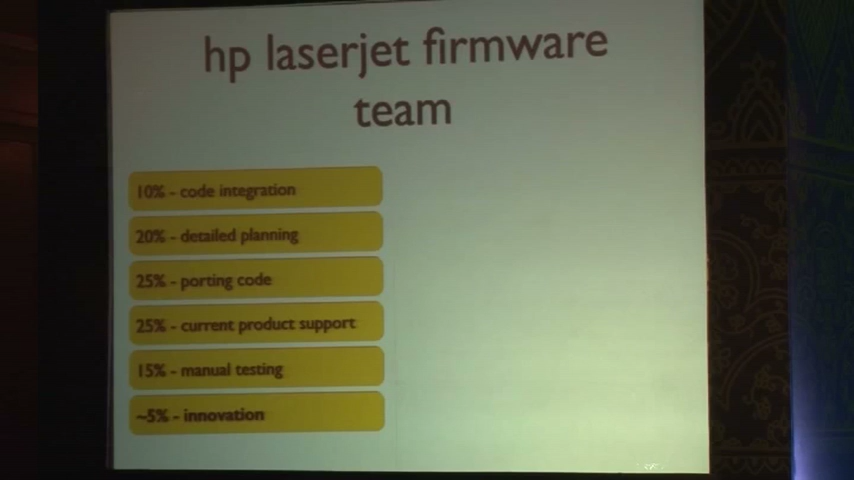 hp laserjet firmware
team
10% - code integration
20% - detailed planning
25% - porting code
25% - current product support
15% - manual testing
~5% - innovation